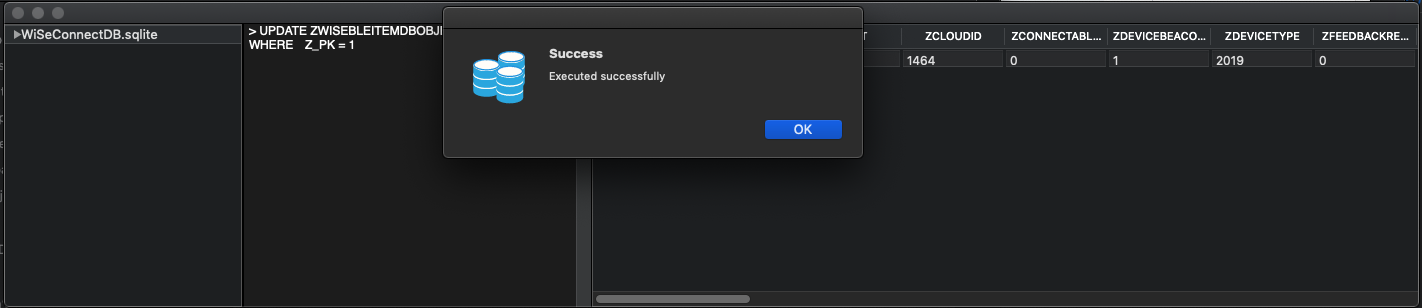 WiSeConnectDB.sqlite
> UPDATE ZWISEBLEITEMDBOBJE
WHERE Z_PK = 1
Success
Executed successfully
OK
T ZCLOUDID ZCONNECTABL... ZDEVICEBEACO... ZDEVICETYPE ZFEEDBACKRE...
1464 0 1 2019 0